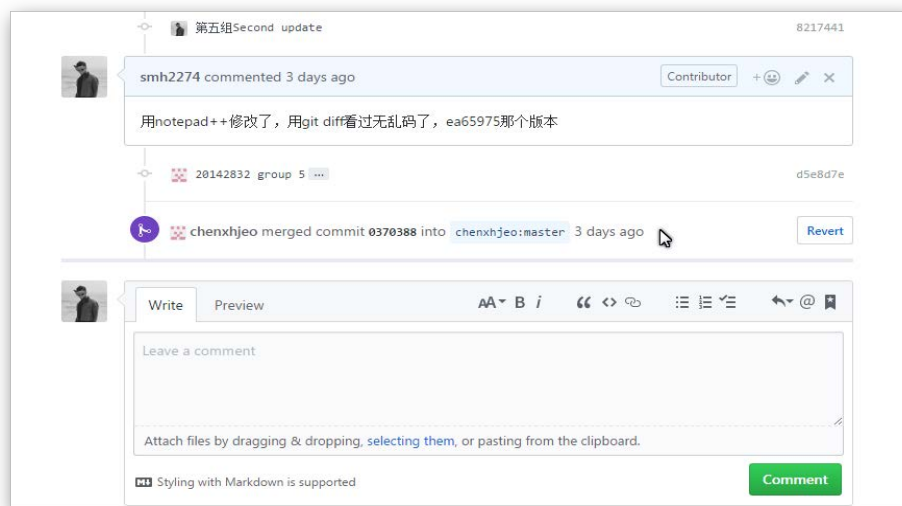 第五组Second update 8217441
smh2274 commented 3 days ago Contributor
用notepad++修改了，用git diff看过无乱码了，ea65975那个版本
20142832 group 5 … d5e8d7e
chenxhjeo merged commit 0370388 into chenxhjeo:master 3 days ago Revert
Write Preview AA B i @
Leave a comment
Attach files by dragging & dropping, selecting them, or pasting from the clipboard.
Styling with Markdown is supported Comment